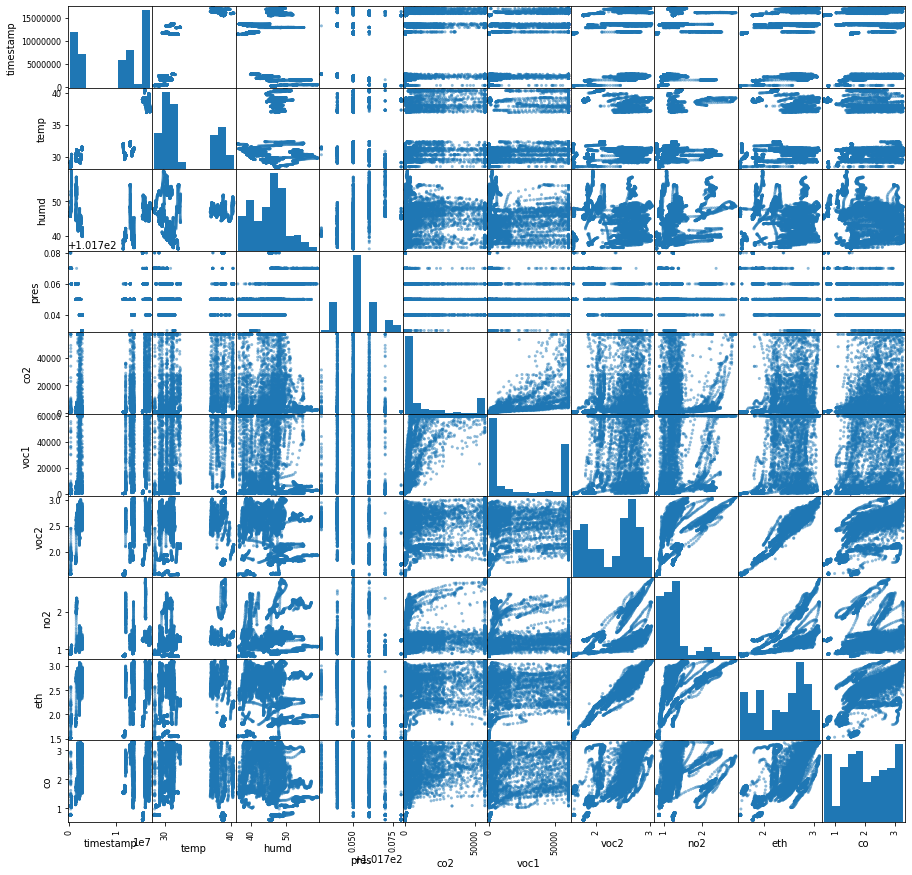 15000000
10000000
5000000
0
timestamp
40
35
30
temp
50
40
humd
+1.017e2
0.08
0.06
0.04
pres
40000
20000
0
co2
60000
40000
20000
0
voc1
3.0
2.5
2.0
voc2
2
1
no2
3.0
2.5
2.0
1.5
eth
3
2
1
co
0 1 30 40 40 50 0.050 0.075 0 50000 0 50000 2 3 1 2 2 3 1 2 3
timestamp 1e7 temp humd pres +1.017e2 co2 voc1 voc2 no2 eth co